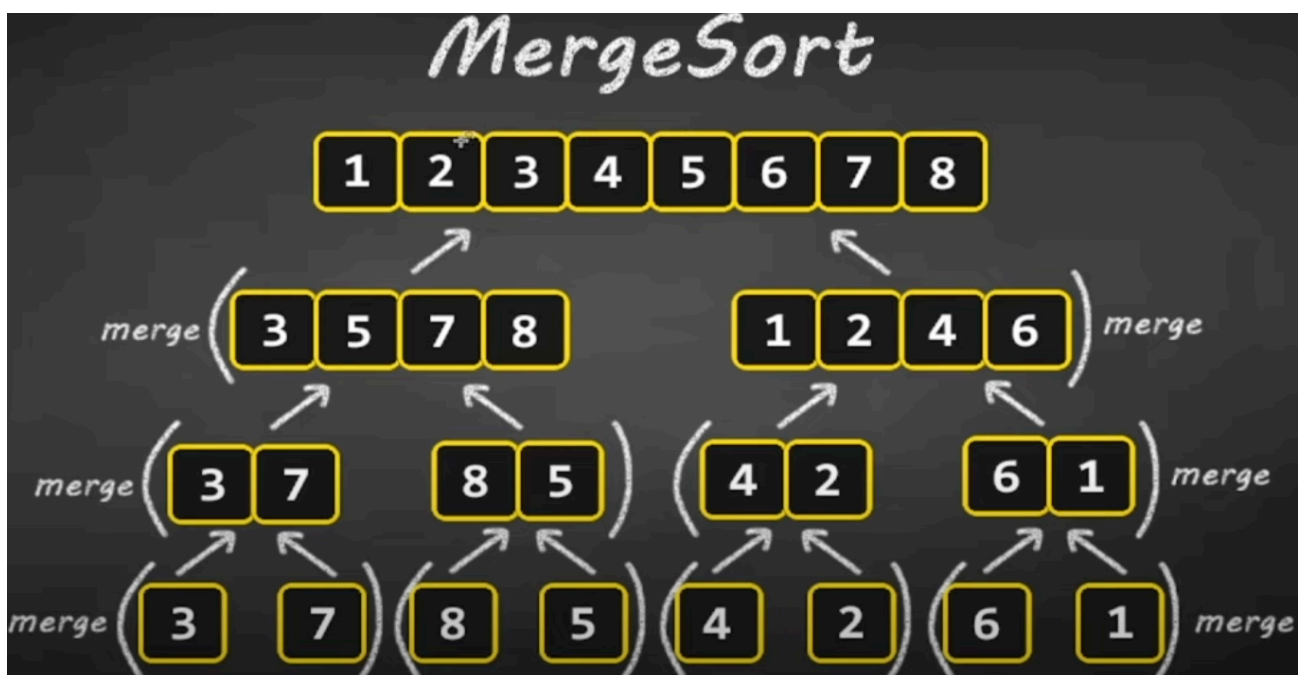 MergeSort
1 2 3 4 5 6 7 8
merge ( 3 5 7 8 1 2 4 6 ) merge
merge ( 3 7 8 5 ) ( 4 2 6 1 ) merge
merge ( 3 7 ) ( 8 5 ) ( 4 2 ) ( 6 1 ) merge